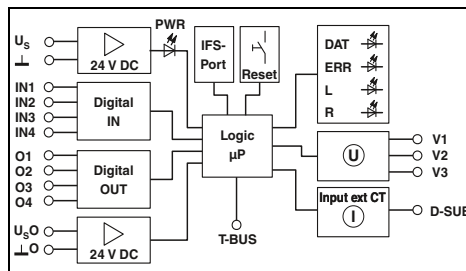 PWR
U_S
24 V DC
IFS-Port
Reset
DAT
ERR
L
R
IN1
IN2
IN3
IN4
Digital IN
Logic µP
O1
O2
O3
O4
Digital OUT
U
V1
V2
V3
U_SO
⊥O
24 V DC
T-BUS
Input ext CT
I
D-SUB